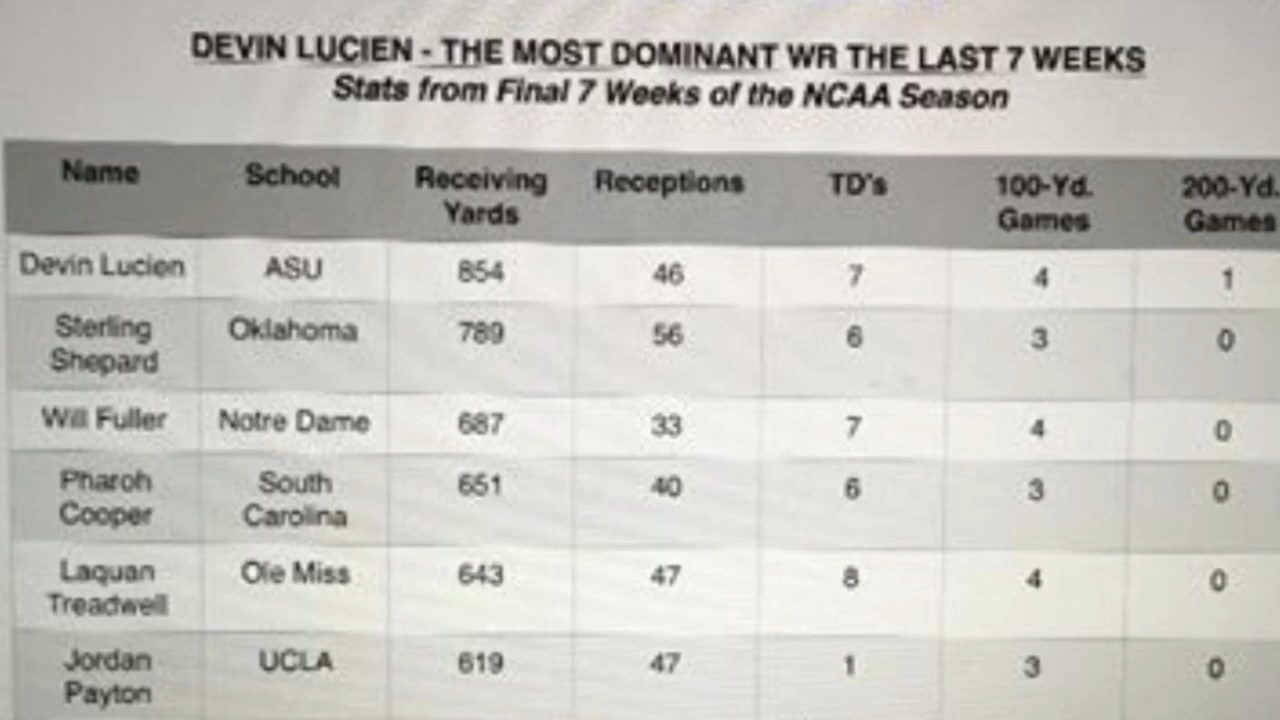 DEVIN LUCIEN - THE MOST DOMINANT WR THE LAST 7 WEEKS
Stats from Final 7 Weeks of the NCAA Season
Name School Receiving Yards Receptions TD's 100-Yd. Games 200-Yd. Games
Devin Lucien ASU 854 46 7 4 1
Sterling Shepard Oklahoma 789 56 6 3 0
Will Fuller Notre Dame 687 33 7 4 0
Pharoh Cooper South Carolina 651 40 6 3 0
Laquan Treadwell Ole Miss 643 47 8 4 0
Jordan Payton UCLA 619 47 1 3 0